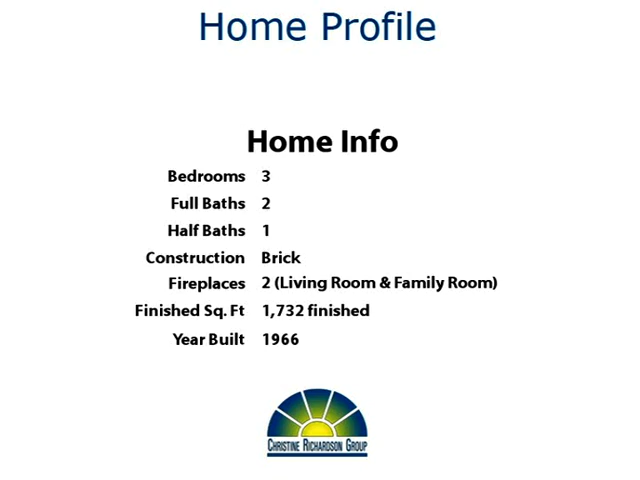 Home Profile
Home Info
Bedrooms 3
Full Baths 2
Half Baths 1
Construction Brick
Fireplaces 2 (Living Room & Family Room)
Finished Sq. Ft 1,732 finished
Year Built 1966
Christine Richardson Group